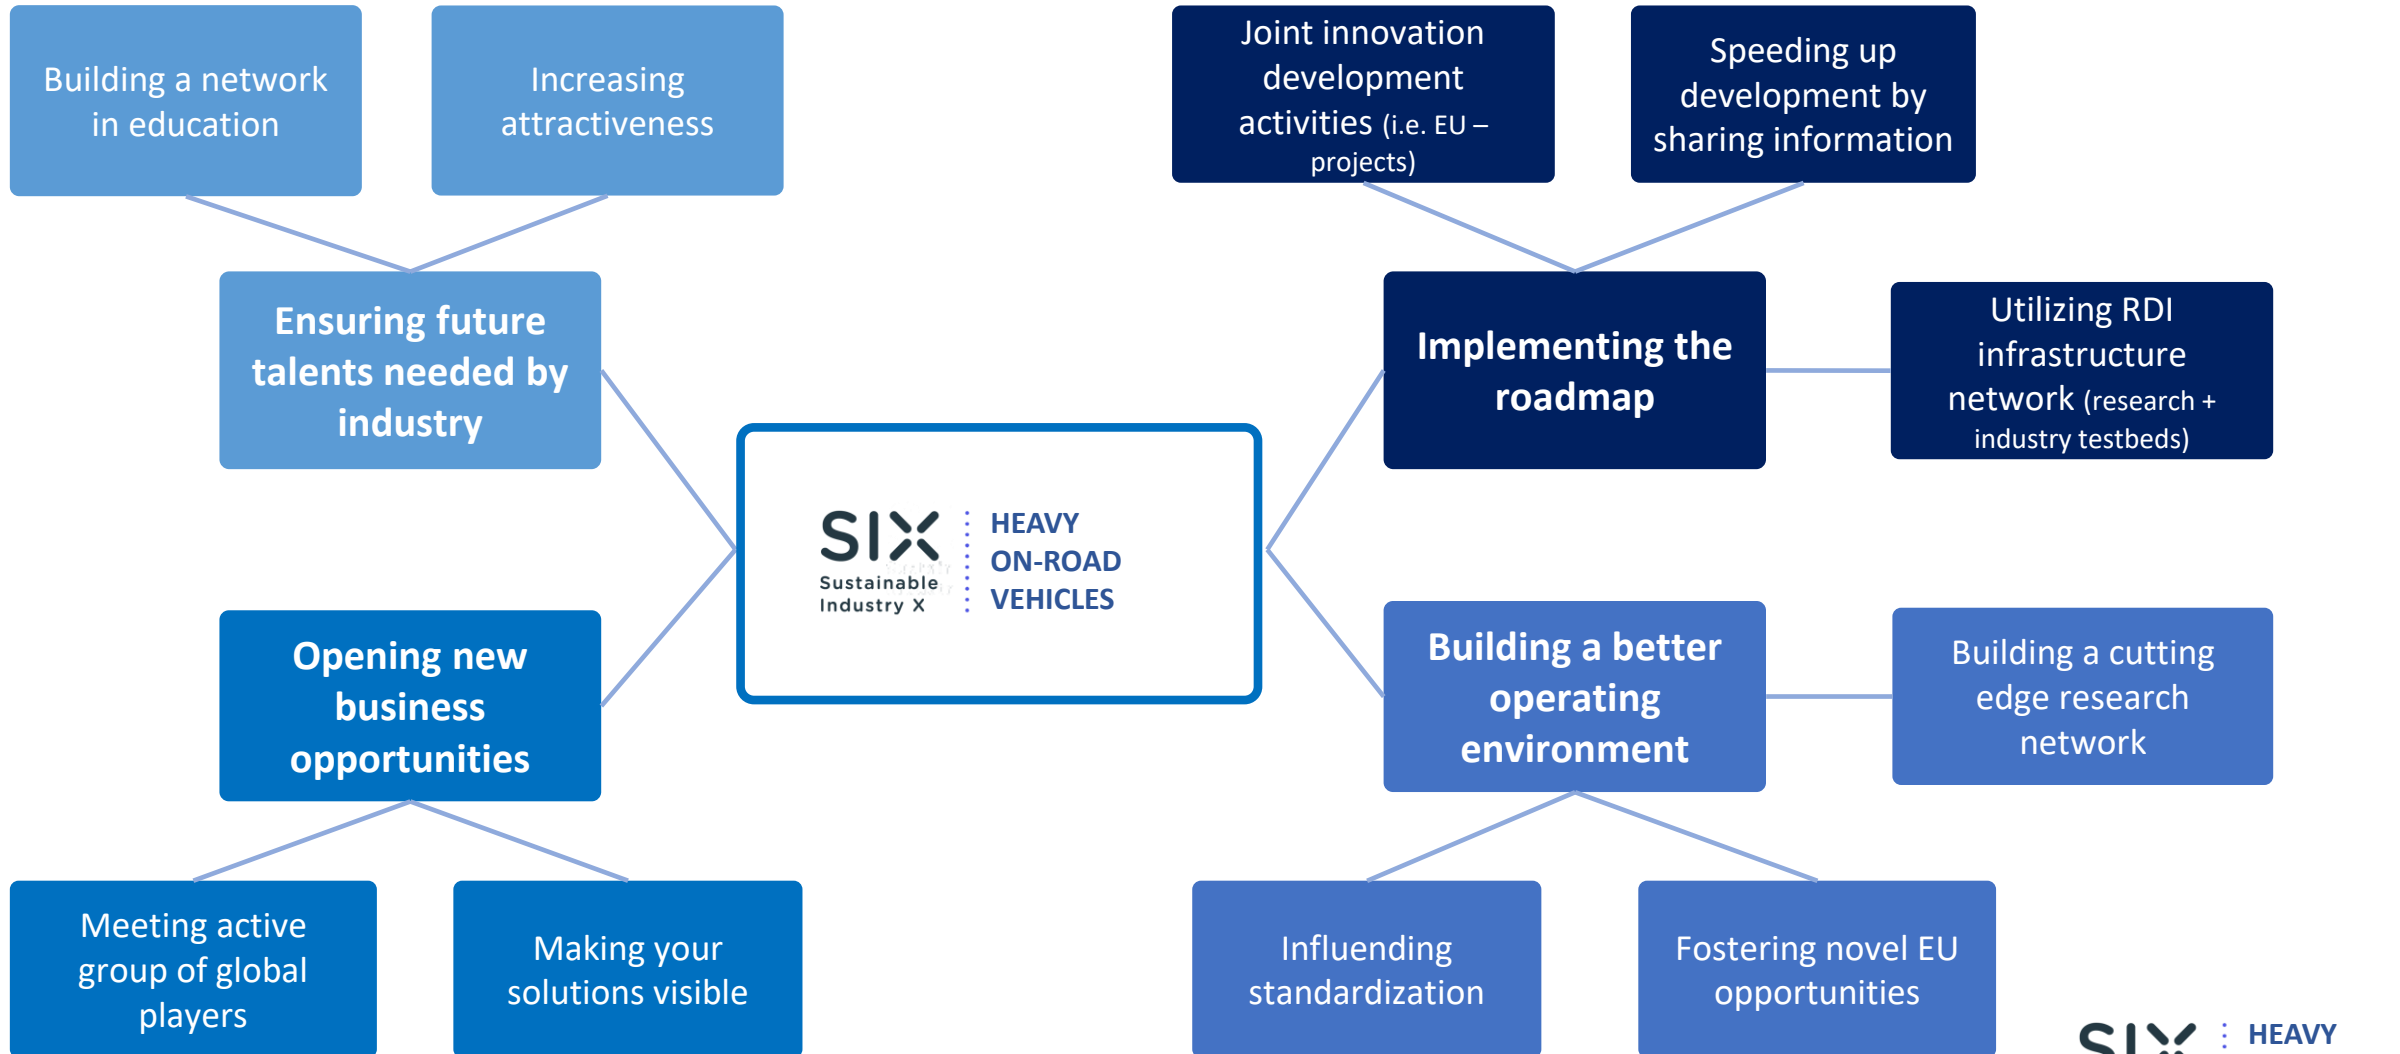 Building a network
in education
Increasing
attractiveness
Joint innovation
development
activities (i.e. EU –
projects)
Speeding up
development by
sharing information
Ensuring future
talents needed by
industry
Implementing the
roadmap
Utilizing RDI
infrastructure
network (research +
industry testbeds)
SIX
Sustainable
Industry X
HEAVY
ON-ROAD
VEHICLES
Opening new
business
opportunities
Building a better
operating
environment
Building a cutting
edge research
network
Meeting active
group of global
players
Making your
solutions visible
Influending
standardization
Fostering novel EU
opportunities
SIX
HEAVY